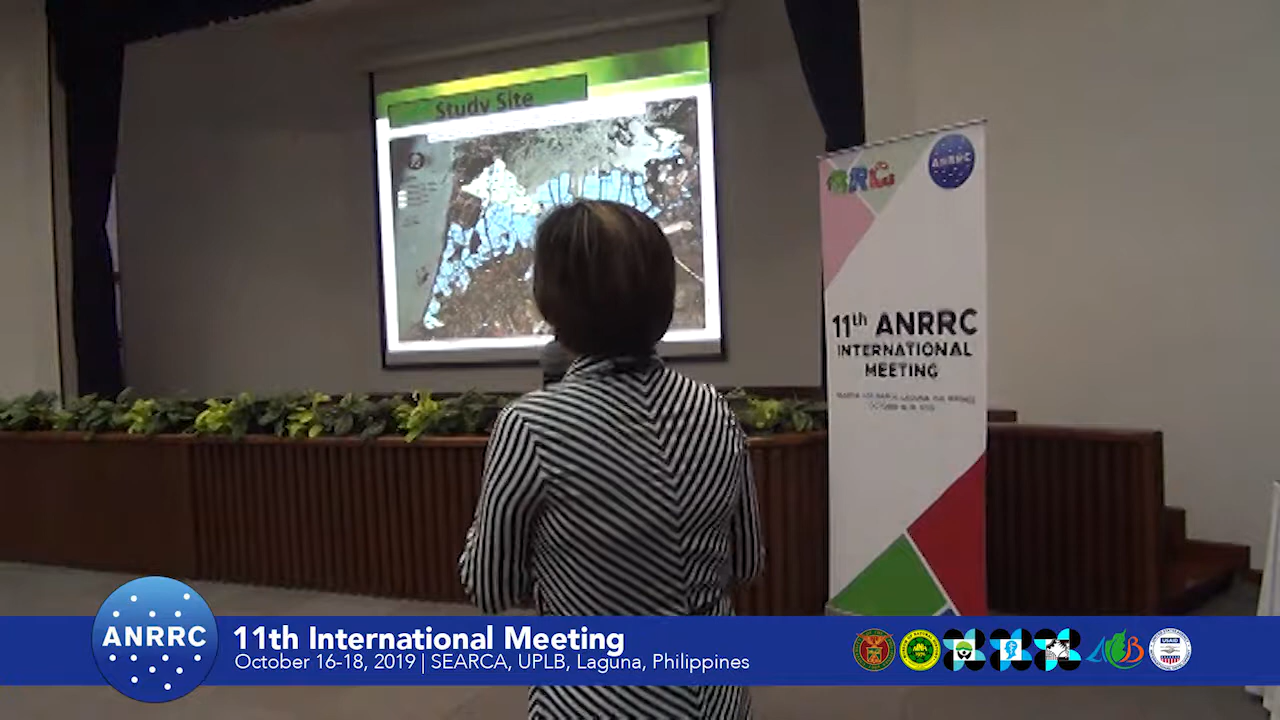 Study Site
ANRRC
11th ANRRC
INTERNATIONAL
MEETING
ANRRC
11th International Meeting
October 16-18, 2019 | SEARCA, UPLB, Laguna, Philippines
USAID